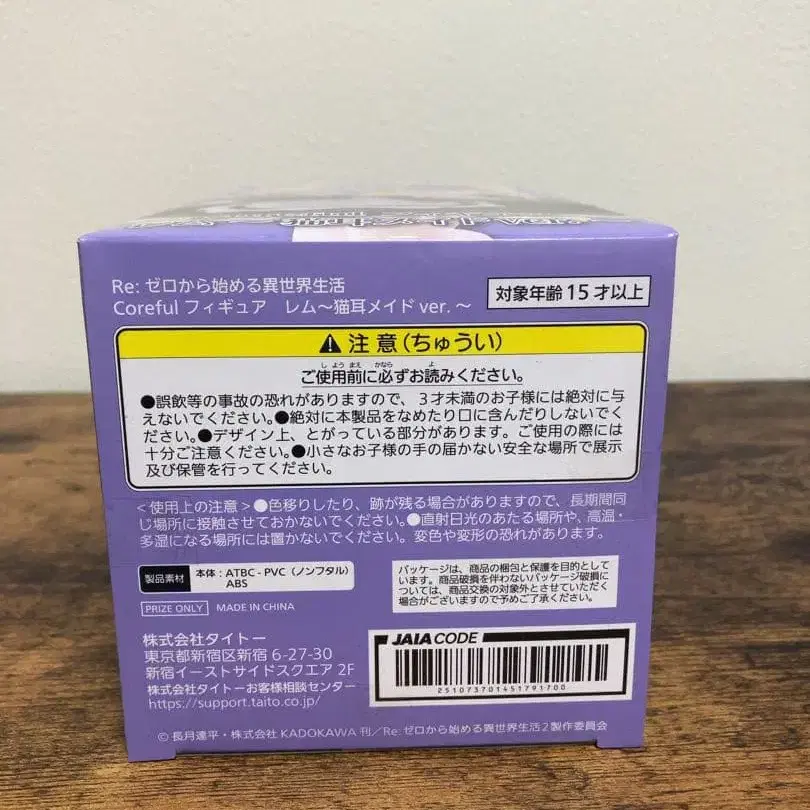 Re: ゼロから始める異世界生活
Coreful フィギュア レム～猫耳メイド ver. ～
対象年齢 15 才以上
注意(ちゅうい)
ご使用前に必ずお読みください。
●誤飲等の事故の恐れがありますので、3才未満のお子様には絶対に与
えないでください。●絶対に本製品をなめたり口に含んだりしないでく
ださい。●デザイン上、とがっている部分があります。ご使用の際には
十分ご注意ください。●小さなお子様の手の届かない安全な場所で展示
及び保管を行ってください。
＜使用上の注意＞●色移りしたり、跡が残る場合がありますので、長期間同
じ場所に接触させておかないでください。●直射日光のあたる場所や、高温・
多湿になる場所には置かないでください。変色や変形の恐れがあります。
製品素材
本体：ATBC - PVC（ノンフタル）
ABS
パッケージは、商品の梱包と保護を目的として
います。商品破損を伴わないパッケージ破損に
ついては、商品交換の対象外とさせていただく
場合がございますので予めご了承ください。
PRIZE ONLY MADE IN CHINA
株式会社タイトー
東京都新宿区新宿 6-27-30
新宿イーストサイドスクエア 2F
株式会社タイトーお客様相談センター
https://support.taito.co.jp/
JAIA CODE
2510737014517917​00
© 長月達平・株式会社 KADOKAWA 刊／Re: ゼロから始める異世界生活2製作委員会